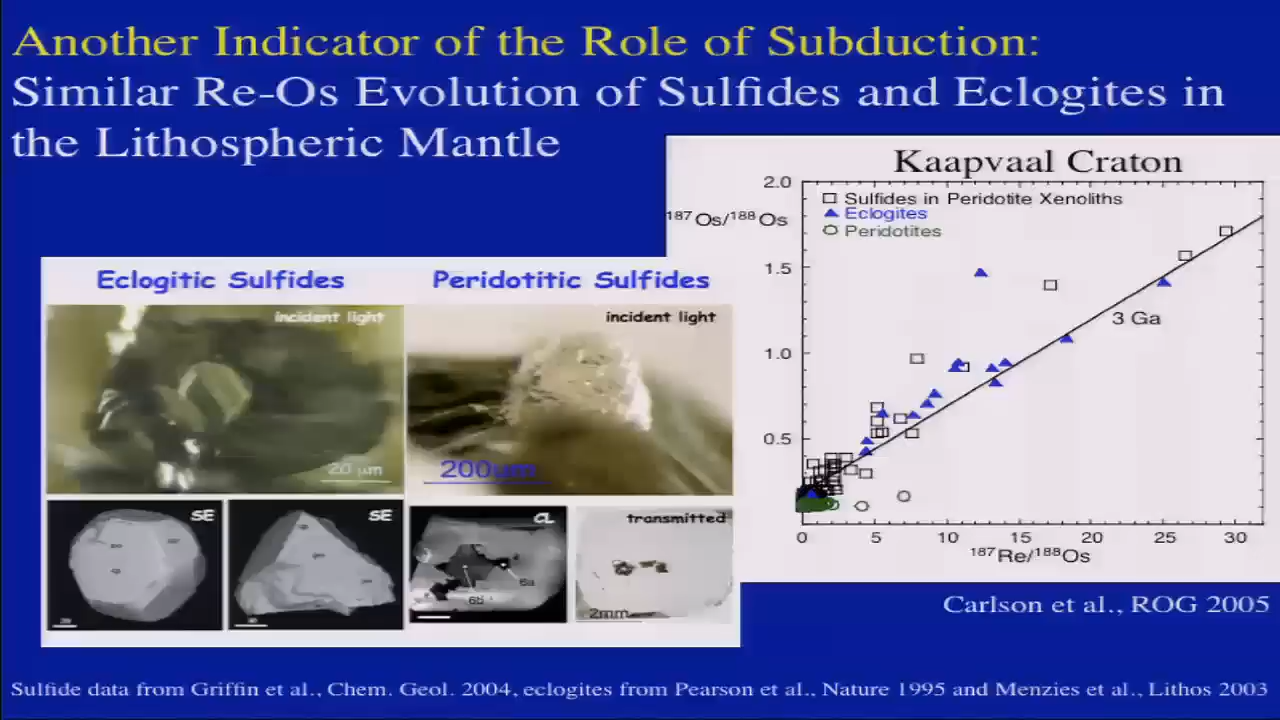 Another Indicator of the Role of Subduction:
Similar Re-Os Evolution of Sulfides and Eclogites in
the Lithospheric Mantle
Kaapvaal Craton
2.0
1.5
1.0
0.5
187Os/188Os
Sulfides in Peridotite Xenoliths
Eclogites
Peridotites
3 Ga
0 5 10 15 20 25 30
187Re/188Os
Eclogitic Sulfides
Peridotitic Sulfides
incident light
incident light
20 µm
200µm
SE
SE
CL
transmitted
6a
6b
2mm
Carlson et al., ROG 2005
Sulfide data from Griffin et al., Chem. Geol. 2004, eclogites from Pearson et al., Nature 1995 and Menzies et al., Lithos 2003